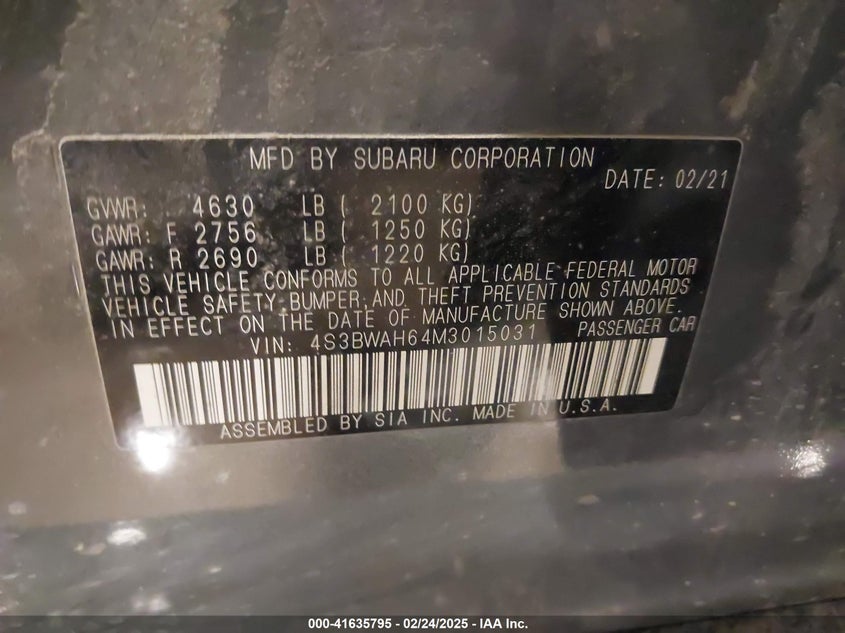 MFD BY SUBARU CORPORATION
DATE: 02/21
GVWR: 4630 LB ( 2100 KG)
GAWR: F 2756 LB ( 1250 KG)
GAWR: R 2690 LB ( 1220 KG)
THIS VEHICLE CONFORMS TO ALL APPLICABLE FEDERAL MOTOR
VEHICLE SAFETY, BUMPER, AND THEFT PREVENTION STANDARDS
IN EFFECT ON THE DATE OF MANUFACTURE SHOWN ABOVE.
VIN: 4S3BWAH64M3015031 PASSENGER CAR
ASSEMBLED BY SIA INC. MADE IN U.S.A.
000-41635795 - 02/24/2025 - IAA Inc.